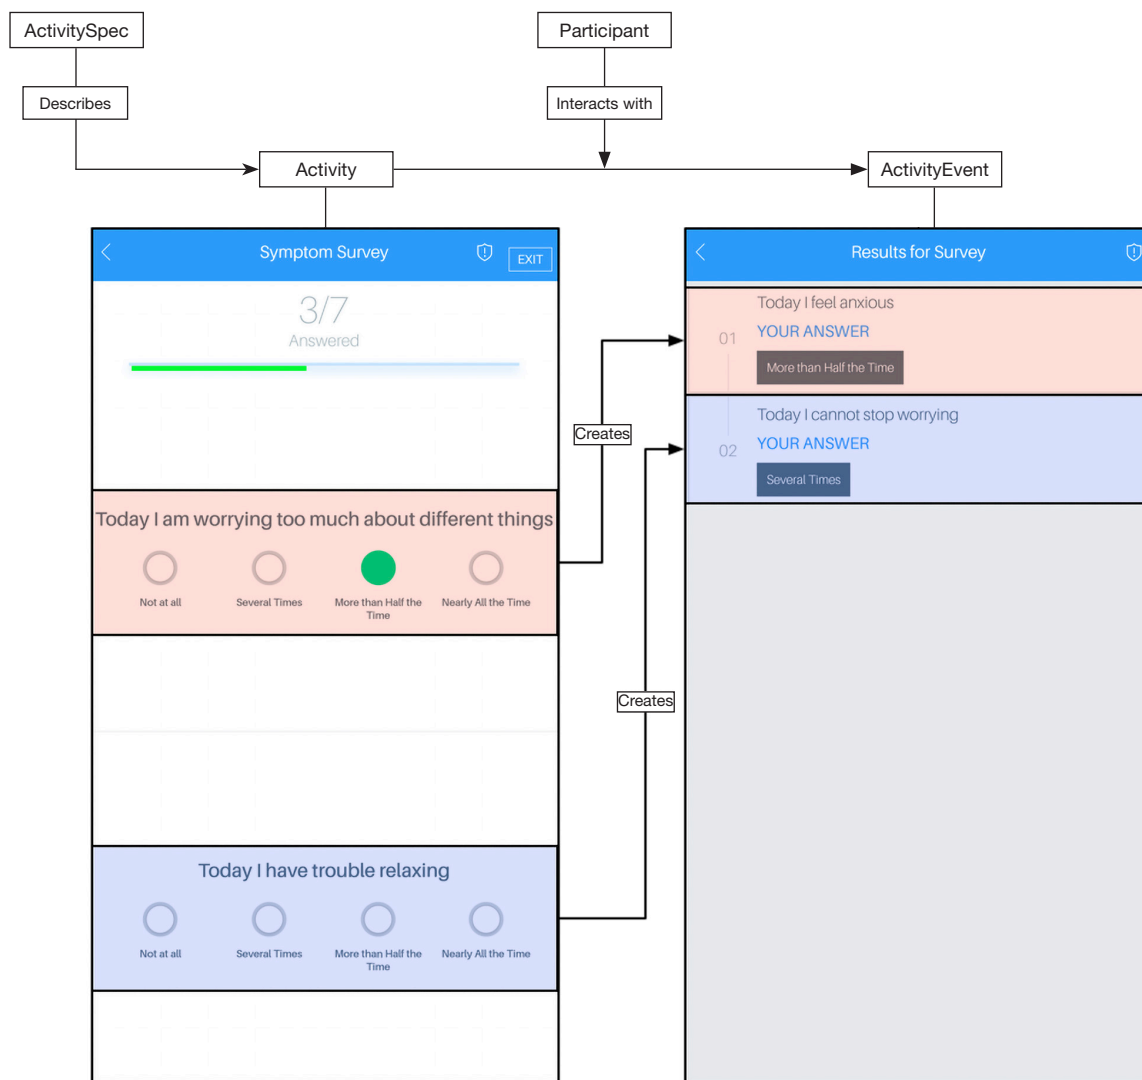 ActivitySpec
Participant
Describes
Interacts with
Activity
ActivityEvent
Symptom Survey
EXIT
3/7
Answered
Today I am worrying too much about different things
Not at all
Several Times
More than Half the
Time
Nearly All the Time
Today I have trouble relaxing
Not at all
Several Times
More than Half the
Time
Nearly All the Time
Creates
Creates
Results for Survey
01
Today I feel anxious
YOUR ANSWER
More than Half the Time
02
Today I cannot stop worrying
YOUR ANSWER
Several Times